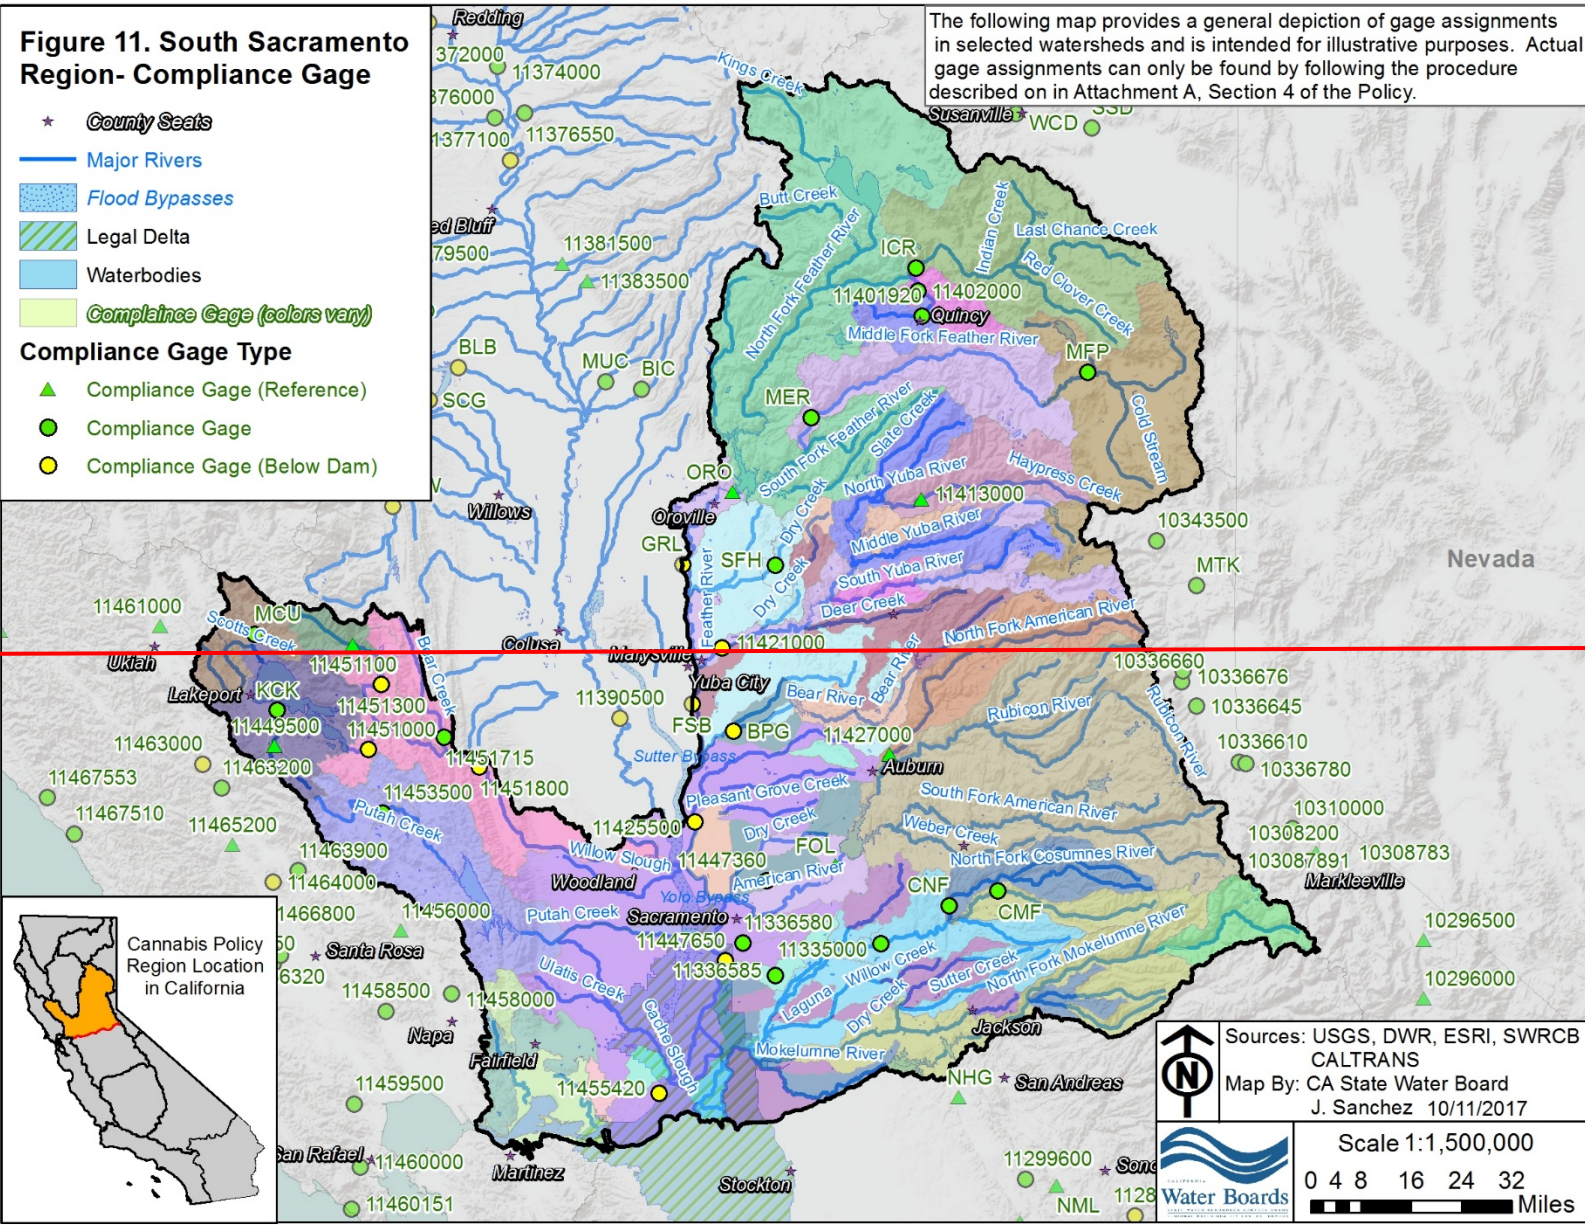 Figure 11. South Sacramento
Region- Compliance Gage
County Seats
Major Rivers
Flood Bypasses
Legal Delta
Waterbodies
Complaince Gage (colors vary)
Compliance Gage Type
Compliance Gage (Reference)
Compliance Gage
Compliance Gage (Below Dam)
The following map provides a general depiction of gage assignments
in selected watersheds and is intended for illustrative purposes. Actual
gage assignments can only be found by following the procedure
described on in Attachment A, Section 4 of the Policy.
Redding
372000
11374000
376000
11376550
1377100
Kings Creek
Susanville
WCD
SSD
Butt Creek
ed Bluff
79500
11381500
11383500
North Fork Feather River
Indian Creek
Last Chance Creek
Red Clover Creek
ICR
11401920
11402000
Quincy
Middle Fork Feather River
MFP
BLB
MUC
BIC
SCG
MER
South Fork Feather River
Slate Creek
Cold Stream
ORO
Haypress Creek
North Yuba River
11413000
W
Willows
Oroville
Dry Creek
Middle Yuba River
10343500
GRL
SFH
Feather River
Dry Creek
South Yuba River
MTK
Nevada
Deer Creek
North Fork American River
11461000
MCU
Scotts Creek
Bear Creek
Colusa
Marysville
11421000
Ukiah
11451100
Yuba City
Bear River
Bear River
10336660
10336676
Lakeport
KCK
11451300
11390500
Rubicon River
Rubicon River
10336645
11449500
11451000
FSB
BPG
11427000
11463000
11451715
Sutter Bypass
Auburn
10336610
10336780
11463200
11467553
11453500
11451800
Pleasant Grove Creek
South Fork American River
10310000
11467510
Putah Creek
11425500
Dry Creek
Weber Creek
10308200
11465200
11463900
Willow Slough
11447360
FOL
North Fork Cosumnes River
103087891
10308783
11464000
Woodland
American River
CNF
Markleeville
Yolo Bypass
CMF
1466800
11456000
Putah Creek
Sacramento
11336580
10296500
50
Santa Rosa
11447650
11335000
Willow Creek
North Fork Mokelumne River
6320
Ulatis Creek
11336585
Sutter Creek
10296000
11458500
11458000
Laguna
Dry Creek
Napa
Cache Slough
Jackson
Fairfield
Mokelumne River
11459500
11455420
NHG
San Andreas
San Rafael
11460000
Martinez
Stockton
11299600
Sono
11460151
NML
1128
Cannabis Policy
Region Location
in California
N
Sources: USGS, DWR, ESRI, SWRCB
CALTRANS
Map By: CA State Water Board
J. Sanchez 10/11/2017
CALIFORNIA
Water Boards
Scale 1:1,500,000
0 4 8 16 24 32
Miles